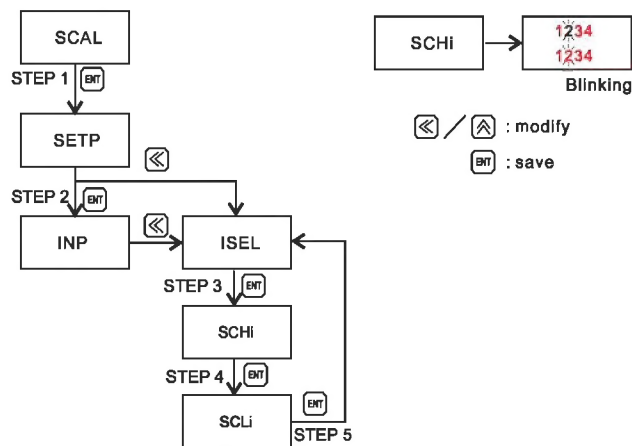 SCAL
STEP 1 ENT
SETP
STEP 2 ENT
INP
ISEL
STEP 3 ENT
SCHi
STEP 4 ENT
SCLi
ENT
STEP 5
SCHi
1234
1234
Blinking
/ : modify
ENT : save